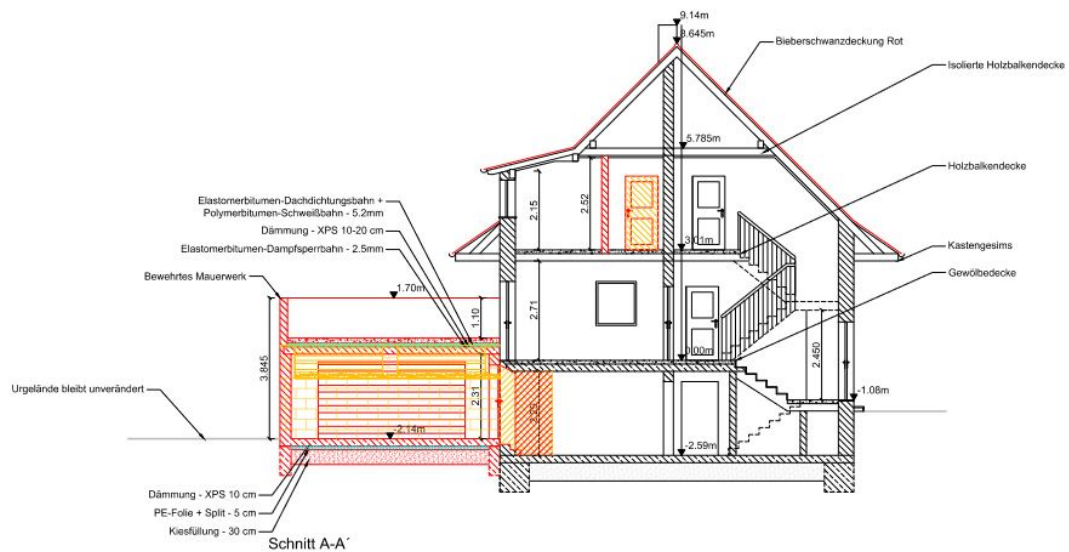 9.14m
8.645m
Bieberschwanzdeckung Rot
Isolierte Holzbalkendecke
5.785m
Holzbalkendecke
Elastomerbitumen-Dachdichtungsbahn +
Polymerbitumen-Schweißbahn - 5.2mm
Dämmung - XPS 10-20 cm
Elastomerbitumen-Dampfsperrbahn - 2.5mm
2.15
2.52
3.01m
Kastengesims
Gewölbedecke
Bewehrtes Mauerwerk
1.70m
1.10
2.71
0.00m
2.450
3.845
2.31
-1.08m
Urgelände bleibt unverändert
-2.14m
-2.59m
Dämmung - XPS 10 cm
PE-Folie + Split - 5 cm
Kiesfüllung - 30 cm
Schnitt A-A´